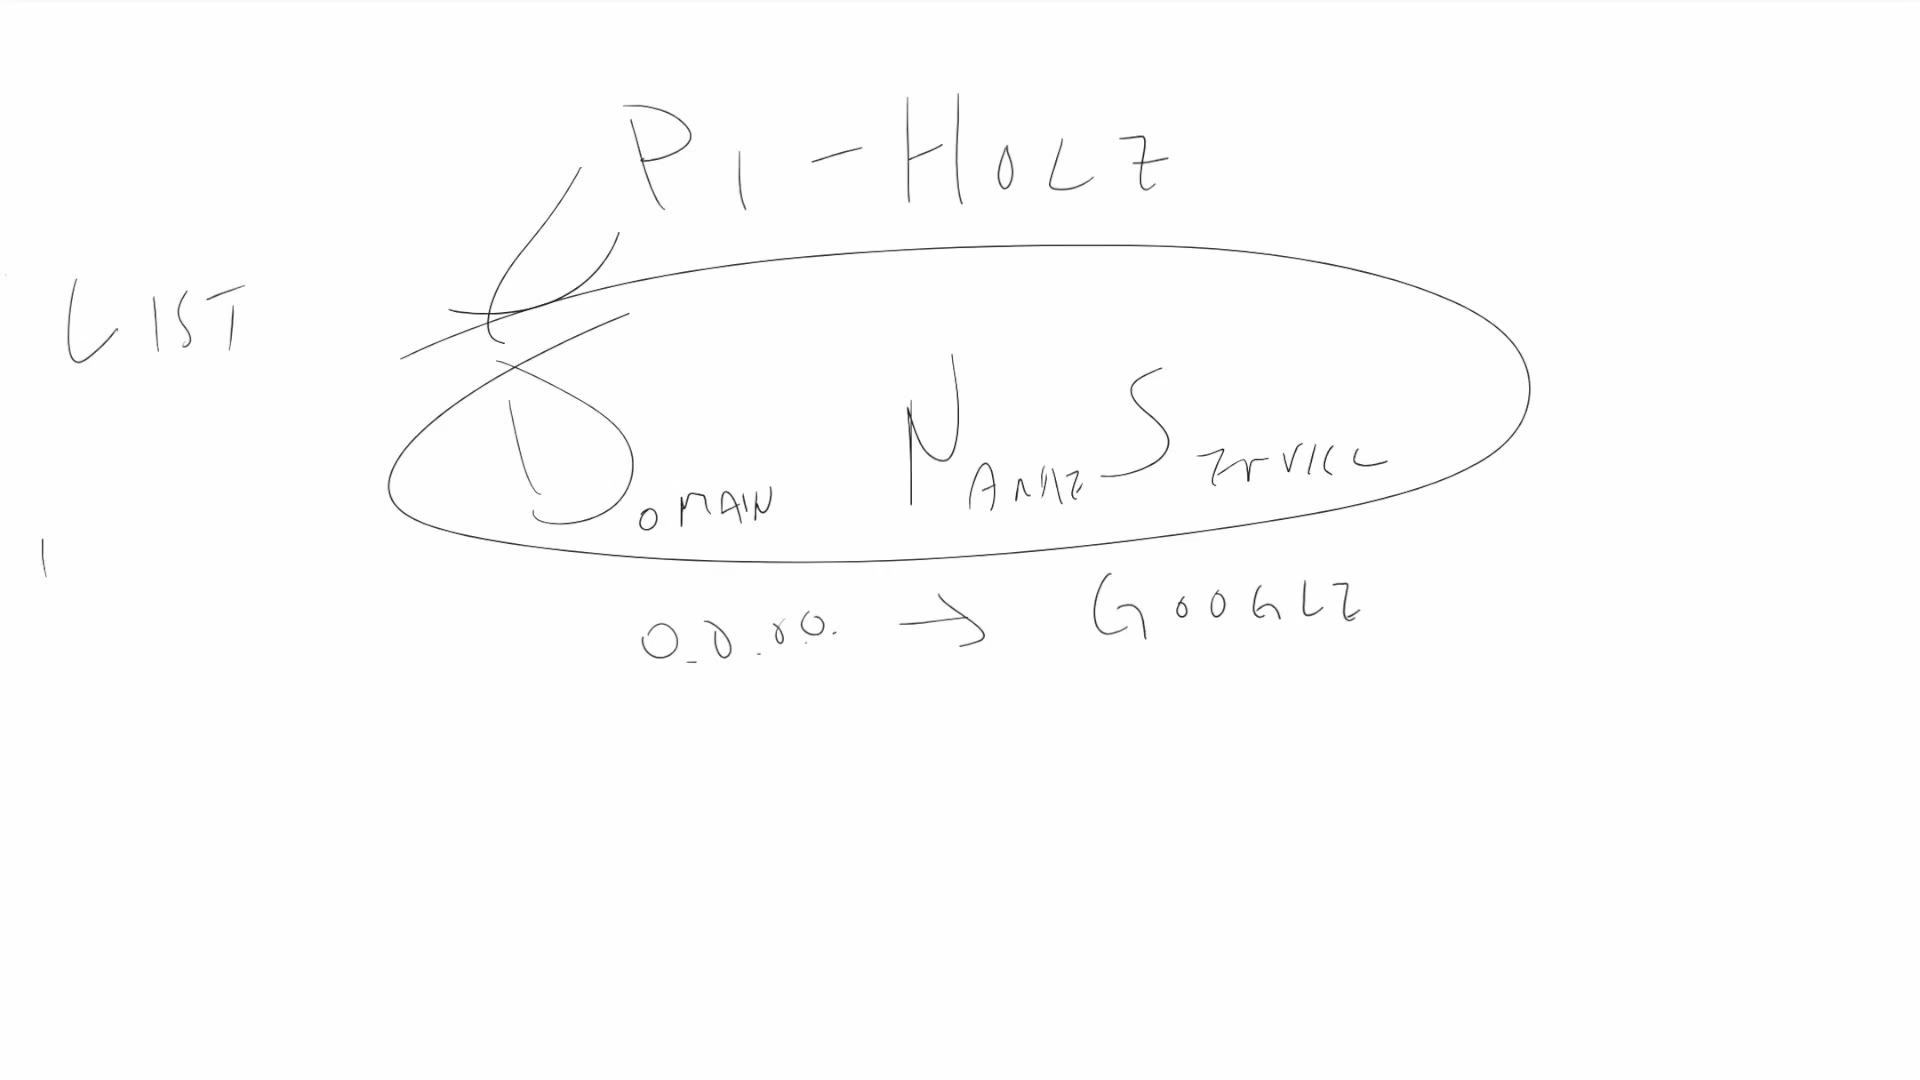 PI-HOLE
LIST
DOMAIN NAME SERVICE
0.0.0.0. → GOOGLE